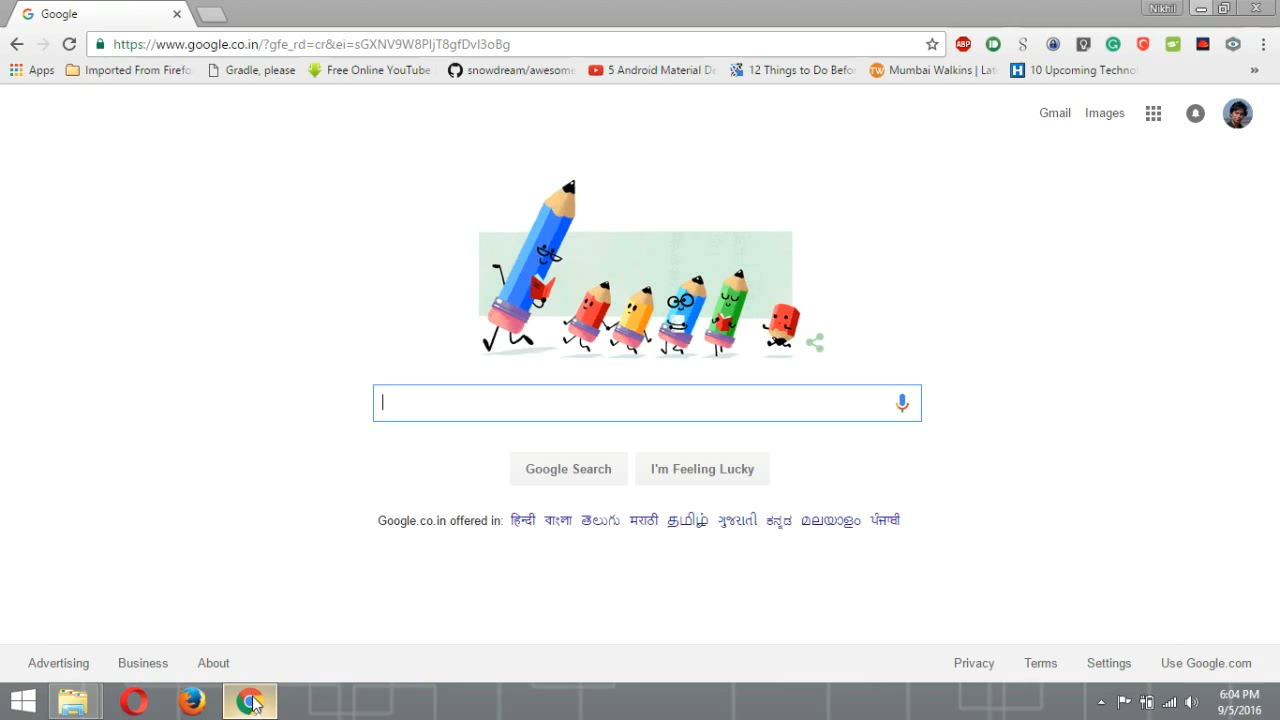 Google
Nikhil
https://www.google.co.in/?gfe_rd=cr&ei=sGXNV9W8PIjT8gfDvI3oBg
ABP
Apps Imported From Firefo Gradle, please Free Online YouTube snowdream/awesome 5 Android Material De 12 Things to Do Befo TW Mumbai Walkins | Lat H 10 Upcoming Techno »
Gmail Images
Google Search I'm Feeling Lucky
Google.co.in offered in: हिन्दी বাংলা తెలుగు मराठी தமிழ் ગુજરાતી ಕನ್ನಡ മലയാളം ਪੰਜਾਬੀ
Advertising Business About Privacy Terms Settings Use Google.com
6:04 PM
9/5/2016